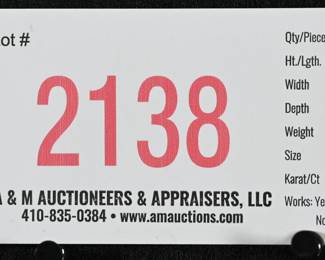 ot #
2138
A & M AUCTIONEERS & APPRAISERS, LLC
410-835-0384 • www.amauctions.com
Qty/Piece
Ht./Lgth.
Width
Depth
Weight
Size
Karat/Ct
Works: Ye
No